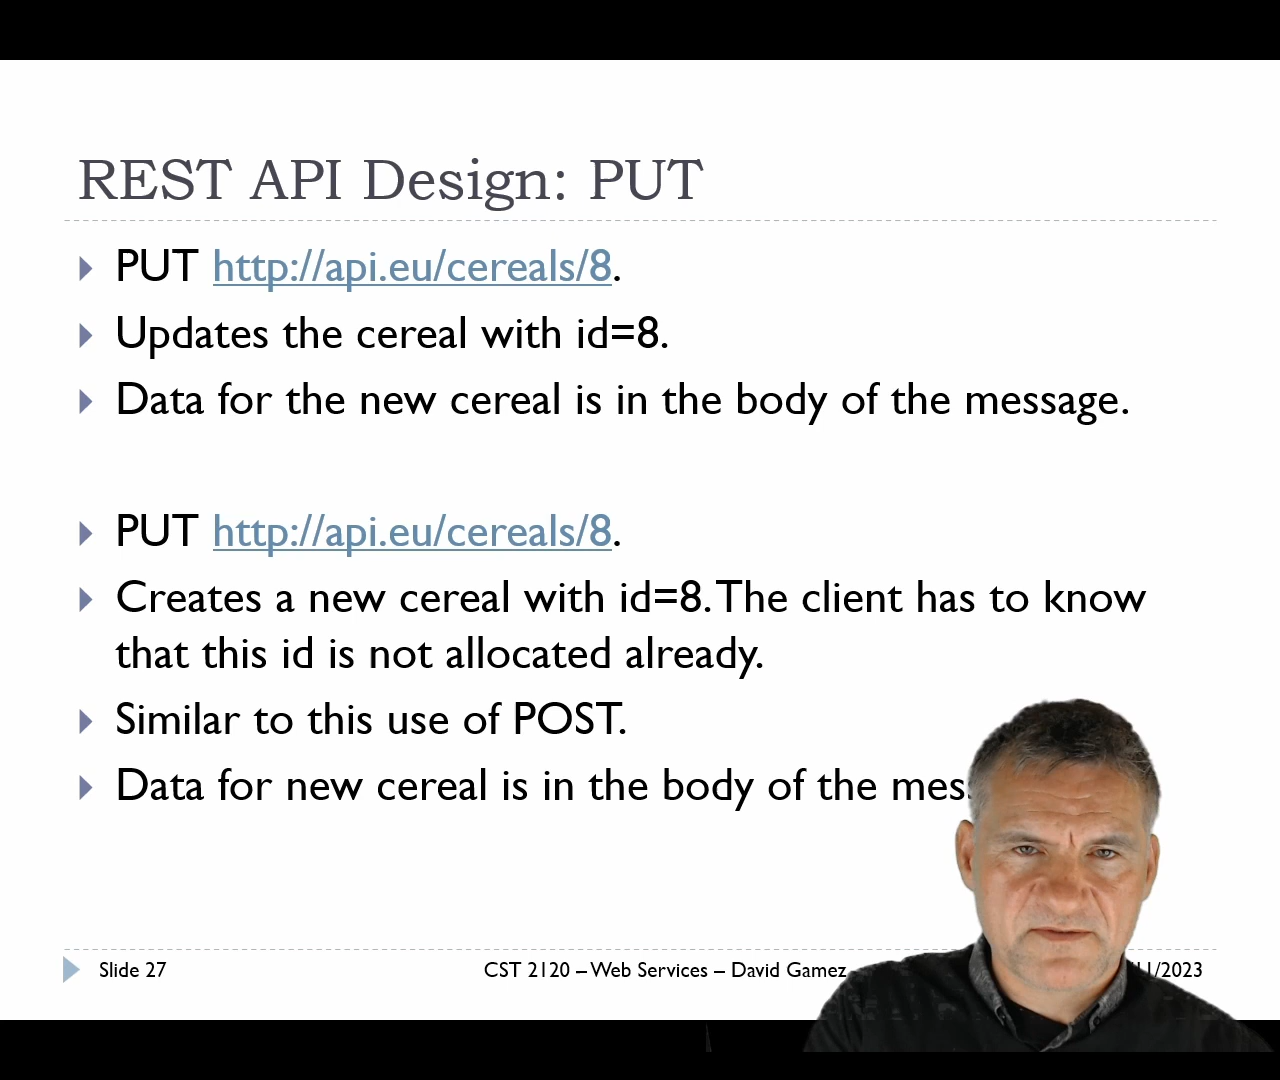 REST API Design: PUT
PUT http://api.eu/cereals/8.
Updates the cereal with id=8.
Data for the new cereal is in the body of the message.
PUT http://api.eu/cereals/8.
Creates a new cereal with id=8. The client has to know
that this id is not allocated already.
Similar to this use of POST.
Data for new cereal is in the body of the
Slide 27
CST 2120 – Web Services – David Gamez